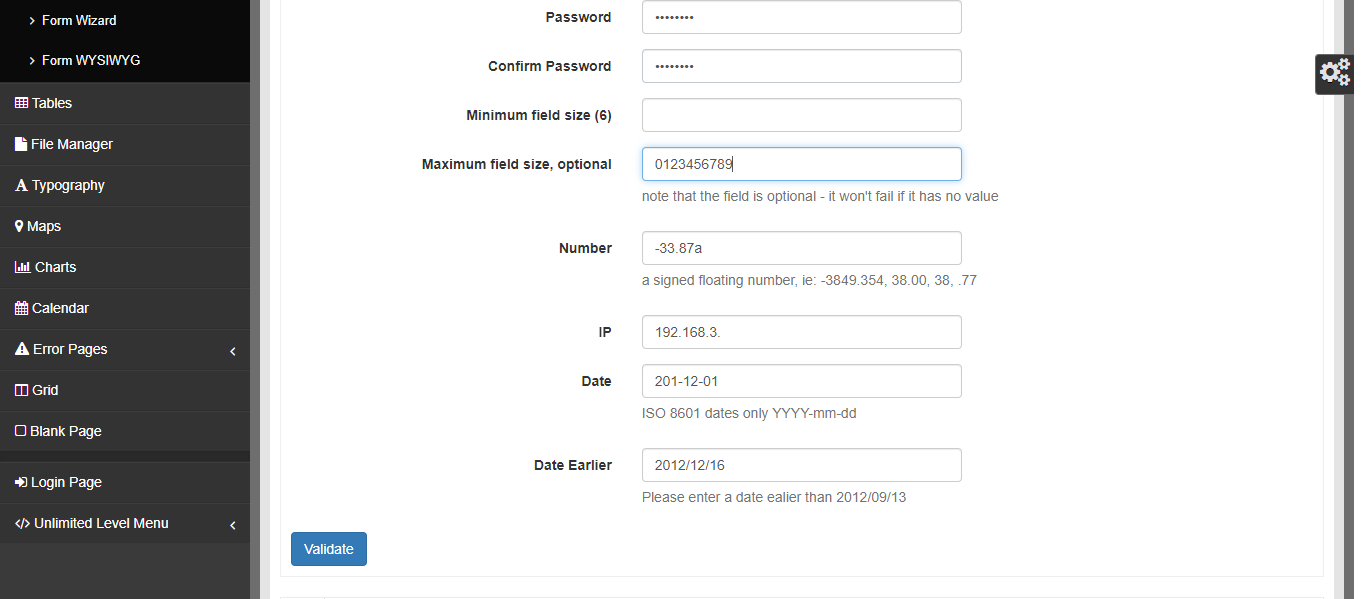 Form Wizard
Form WYSIWYG
Tables
File Manager
Typography
Maps
Charts
Calendar
Error Pages
Grid
Blank Page
Login Page
Unlimited Level Menu
Password ••••••••
Confirm Password ••••••••
Minimum field size (6)
Maximum field size, optional 0123456789
note that the field is optional - it won't fail if it has no value
Number -33.87a
a signed floating number, ie: -3849.354, 38.00, 38, .77
IP 192.168.3.
Date 201-12-01
ISO 8601 dates only YYYY-mm-dd
Date Earlier 2012/12/16
Please enter a date ealier than 2012/09/13
Validate